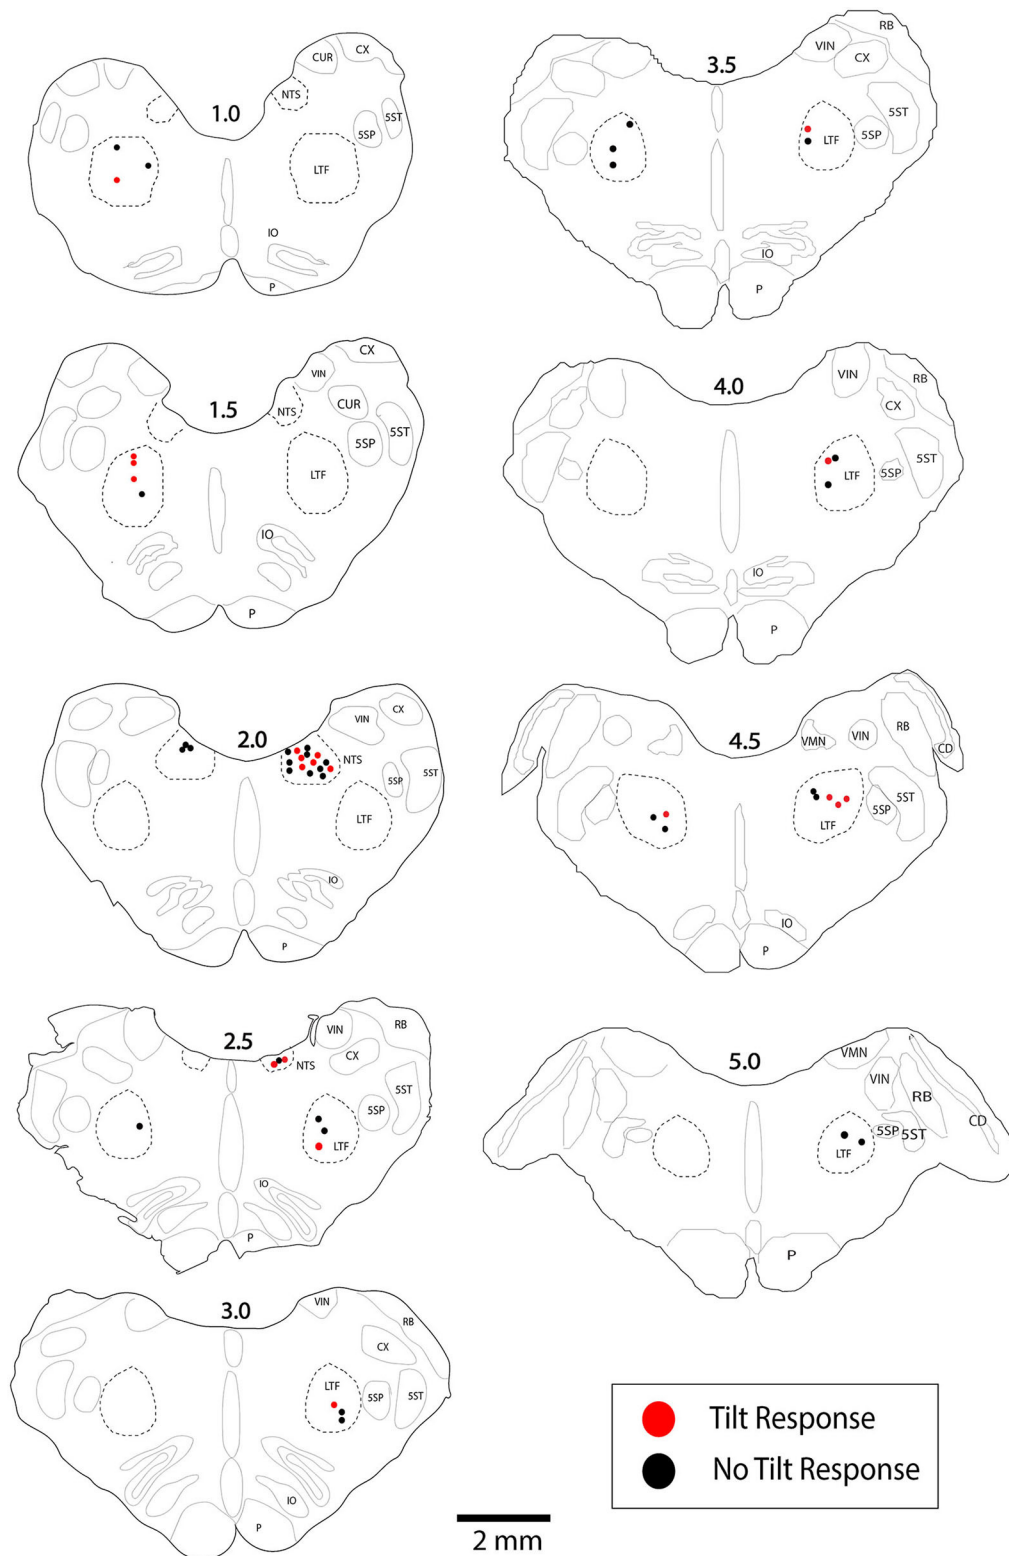 1.0
CUR
CX
NTS
5SP
5ST
LTF
IO
P
1.5
CX
VIN
NTS
CUR
5SP
5ST
LTF
IO
P
2.0
VIN
CX
NTS
5SP
5ST
LTF
IO
P
2.5
VIN
RB
CX
NTS
5ST
5SP
LTF
IO
P
3.0
VIN
RB
CX
LTF
5SP
5ST
IO
P
3.5
RB
VIN
CX
5ST
5SP
LTF
IO
P
4.0
VIN
RB
CX
5ST
5SP
LTF
IO
P
4.5
VMN
VIN
RB
CD
5ST
5SP
LTF
IO
P
5.0
VMN
VIN
RB
CD
5SP
5ST
LTF
P
Tilt Response
No Tilt Response
2 mm